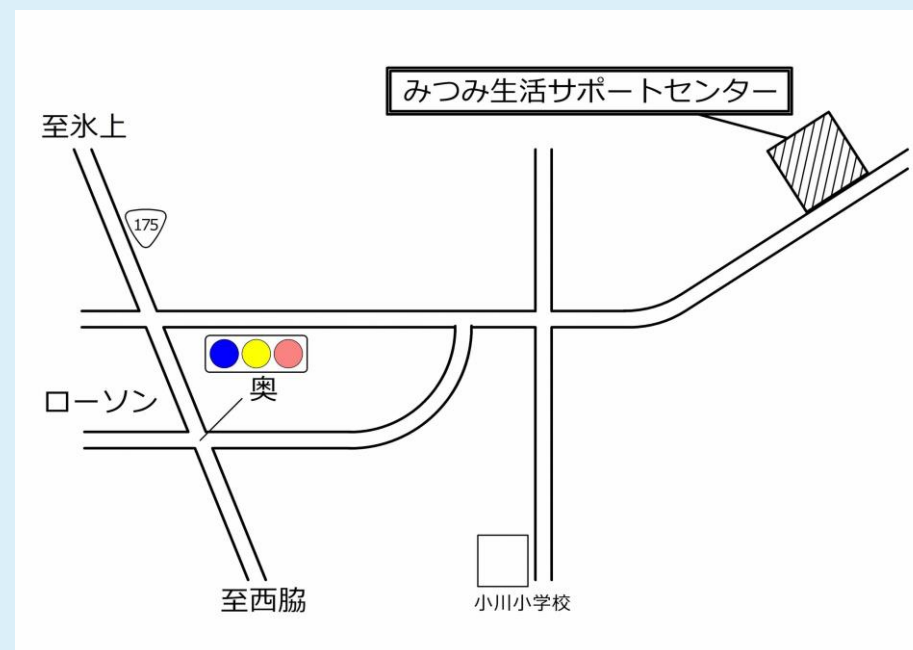 みつみ生活サポートセンター
至氷上
175
ローソン
奥
至西脇
小川小学校